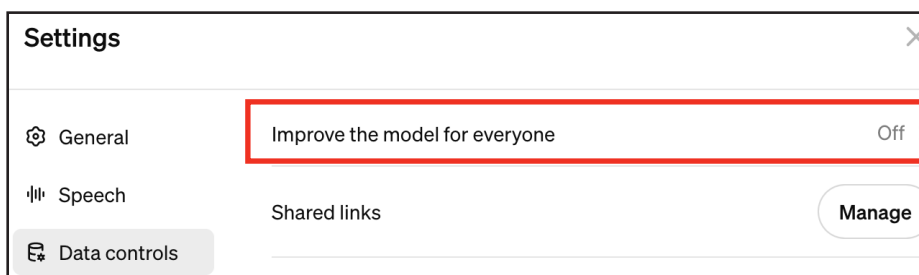 Settings
General
Improve the model for everyone Off
Speech
Shared links Manage
Data controls